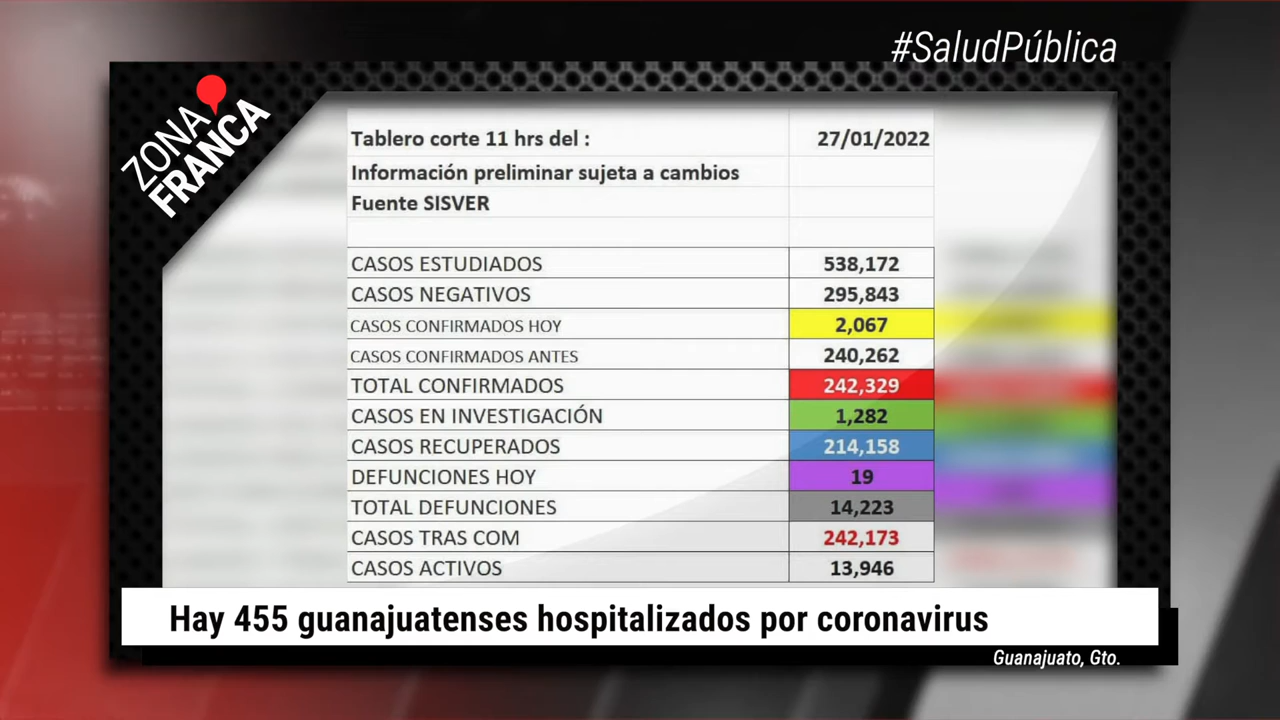 #SaludPública
ZONA
FRANCA
Tablero corte 11 hrs del : 27/01/2022
Información preliminar sujeta a cambios
Fuente SISVER
CASOS ESTUDIADOS 538,172
CASOS NEGATIVOS 295,843
CASOS CONFIRMADOS HOY 2,067
CASOS CONFIRMADOS ANTES 240,262
TOTAL CONFIRMADOS 242,329
CASOS EN INVESTIGACIÓN 1,282
CASOS RECUPERADOS 214,158
DEFUNCIONES HOY 19
TOTAL DEFUNCIONES 14,223
CASOS TRAS COM 242,173
CASOS ACTIVOS 13,946
Hay 455 guanajuatenses hospitalizados por coronavirus
Guanajuato, Gto.